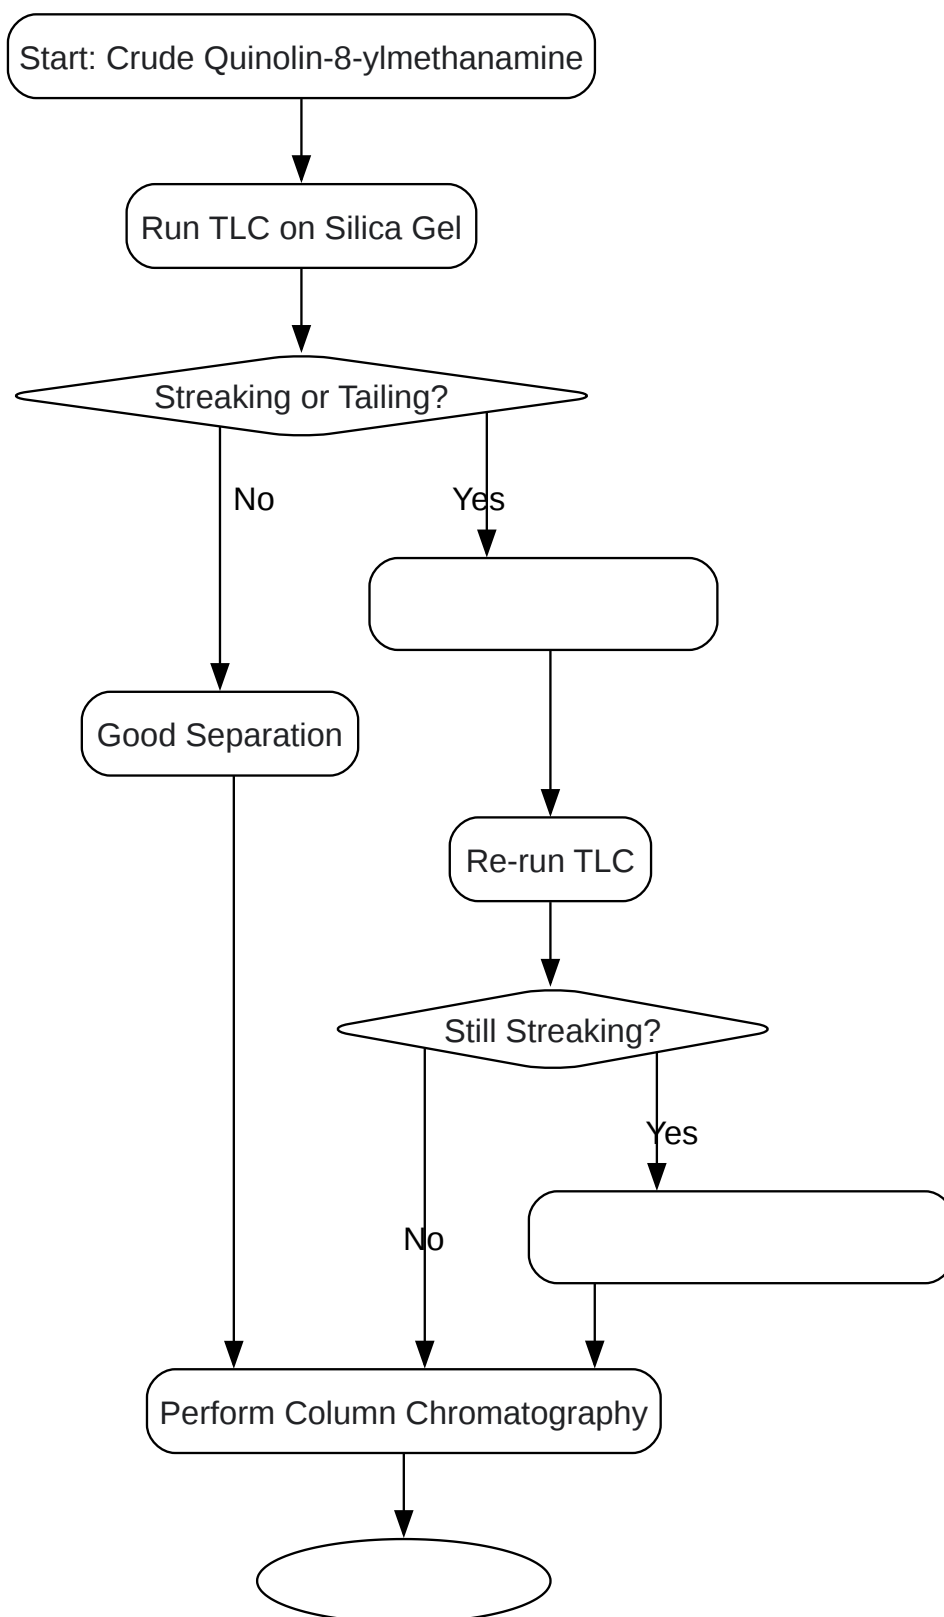 Start: Crude Quinolin-8-ylmethanamine
Run TLC on Silica Gel
Streaking or Tailing?
No
Yes
Good Separation
Re-run TLC
Still Streaking?
Yes
No
Perform Column Chromatography